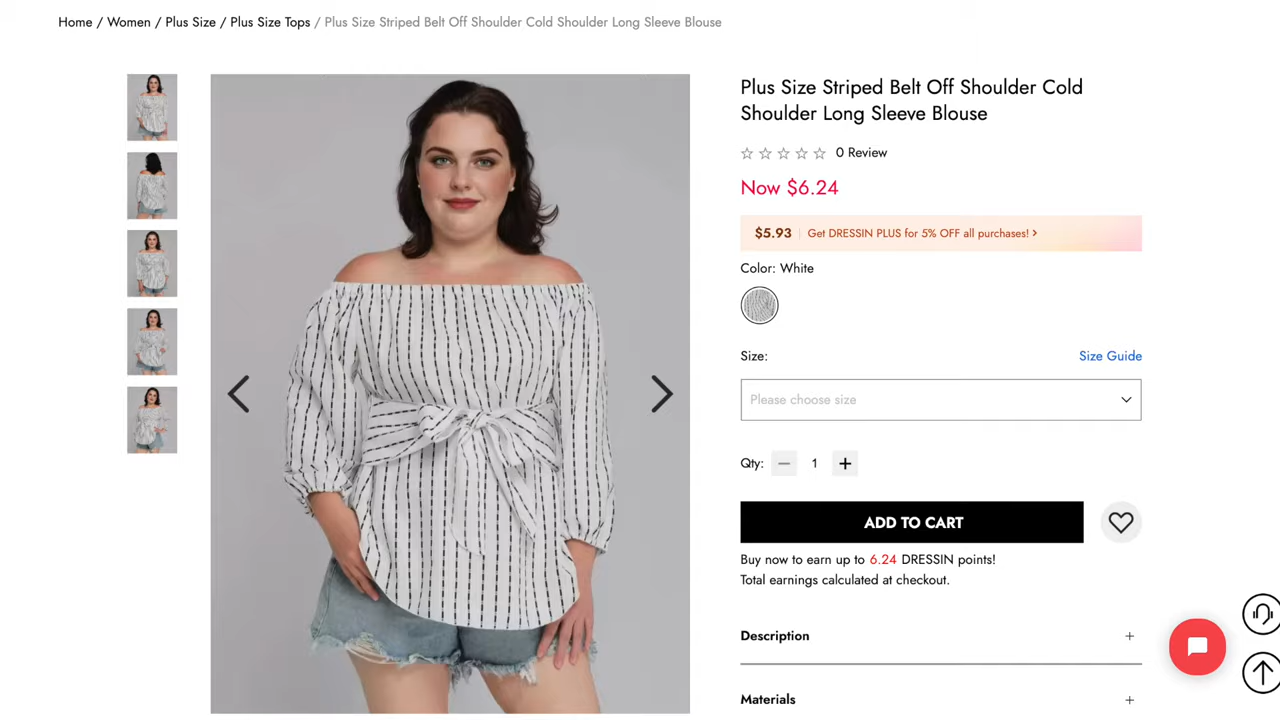 Home / Women / Plus Size / Plus Size Tops / Plus Size Striped Belt Off Shoulder Cold Shoulder Long Sleeve Blouse
Plus Size Striped Belt Off Shoulder Cold
Shoulder Long Sleeve Blouse
0 Review
Now $6.24
$5.93 | Get DRESSIN PLUS for 5% OFF all purchases! >
Color: White
Size: Size Guide
Please choose size
Qty: − 1 +
ADD TO CART
Buy now to earn up to 6.24 DRESSIN points!
Total earnings calculated at checkout.
Description +
Materials +